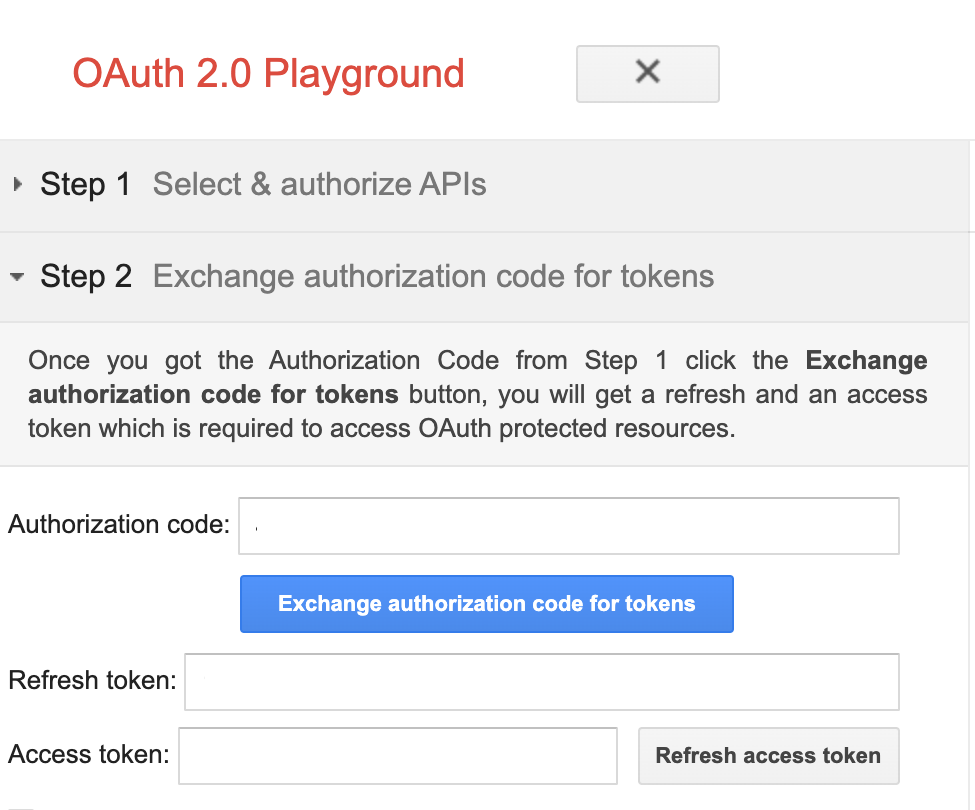 OAuth 2.0 Playground
Step 1 Select & authorize APIs
Step 2 Exchange authorization code for tokens
Once you got the Authorization Code from Step 1 click the Exchange
authorization code for tokens button, you will get a refresh and an access
token which is required to access OAuth protected resources.
Authorization code:
Exchange authorization code for tokens
Refresh token:
Access token:
Refresh access token